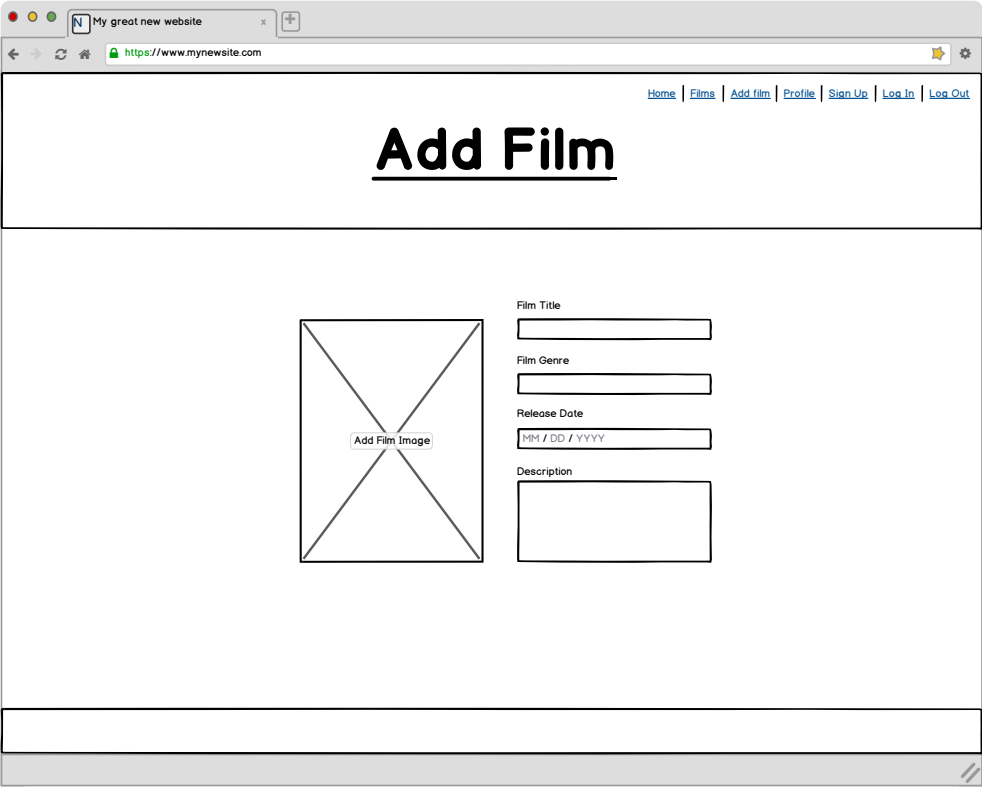 N My great new website x
https://www.mynewsite.com
Home | Films | Add film | Profile | Sign Up | Log In | Log Out
Add Film
Film Title
Film Genre
Release Date
MM / DD / YYYY
Add Film Image
Description